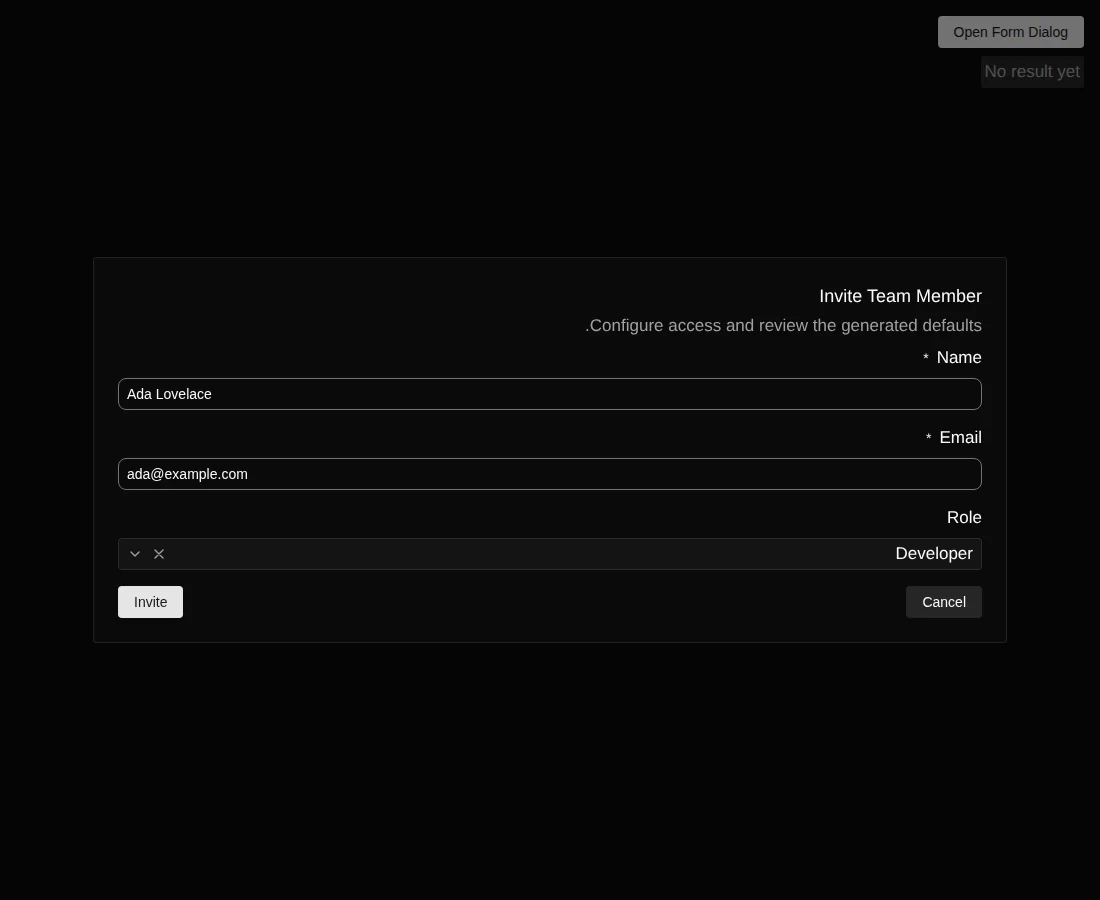 Open Form Dialog
No result yet
Invite Team Member
.Configure access and review the generated defaults
* Name
Ada Lovelace
* Email
ada@example.com
Role
Developer
Invite
Cancel